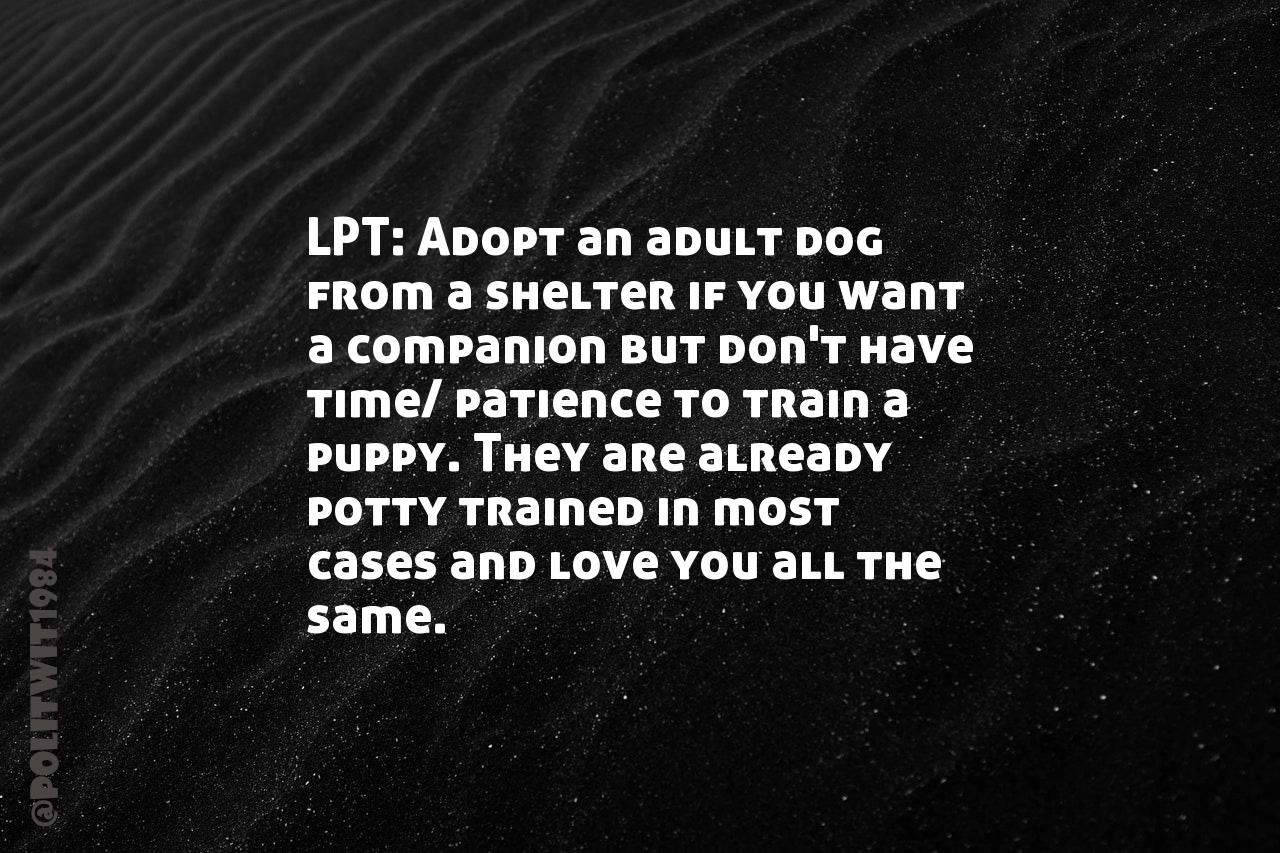 LPT: Adopt an adult dog
from a shelter if you want
a companion but don't have
time/ patience to train a
puppy. They are already
potty trained in most
cases and love you all the
same.
@politwit1984